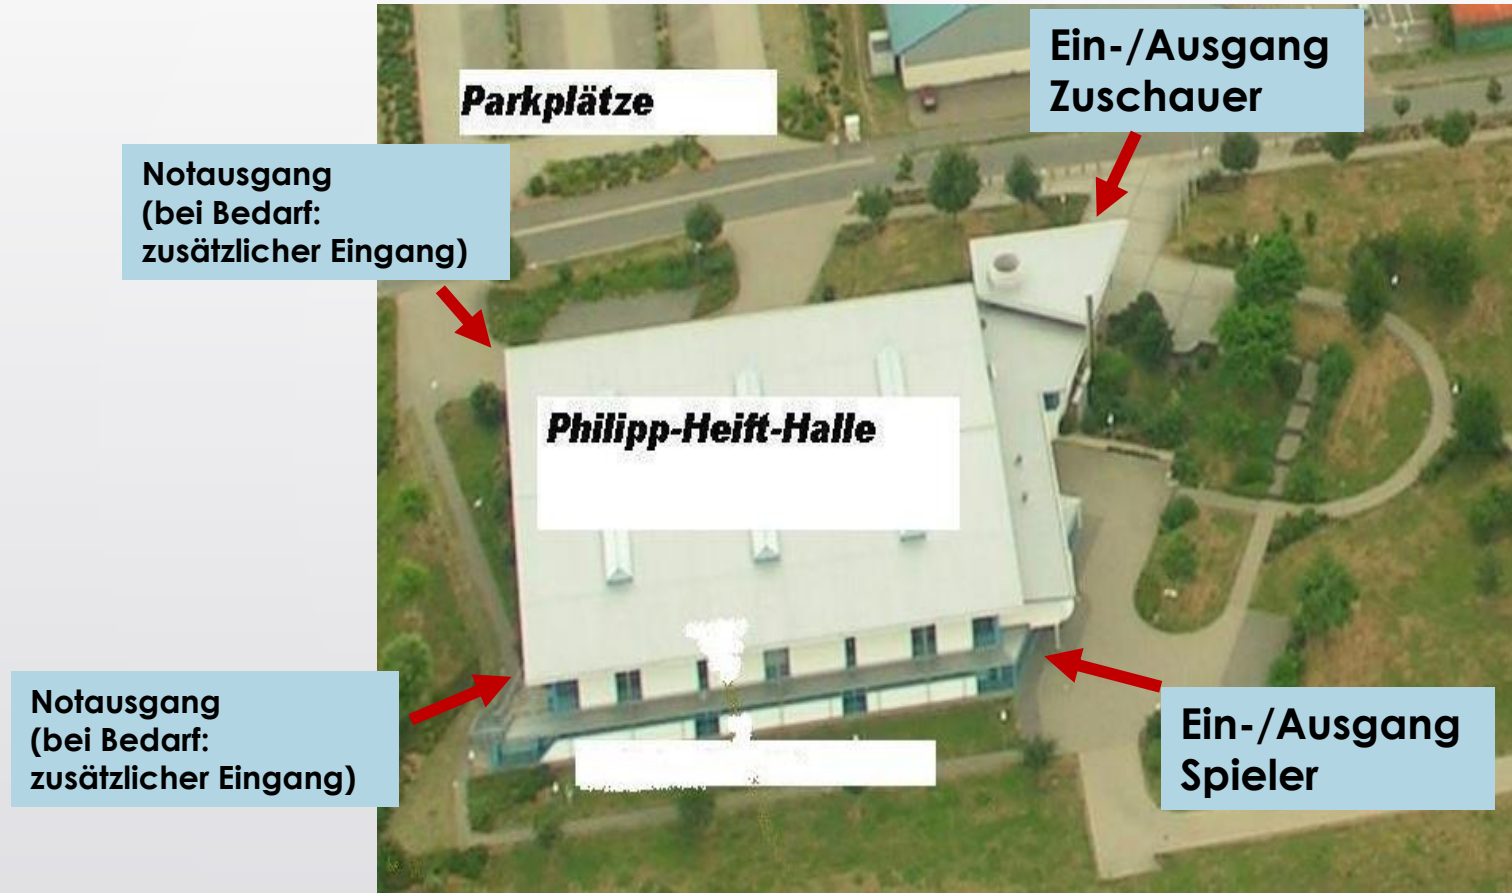 Ein-/Ausgang
Zuschauer
Parkplätze
Notausgang
(bei Bedarf:
zusätzlicher Eingang)
Philipp-Heift-Halle
Notausgang
(bei Bedarf:
zusätzlicher Eingang)
Ein-/Ausgang
Spieler